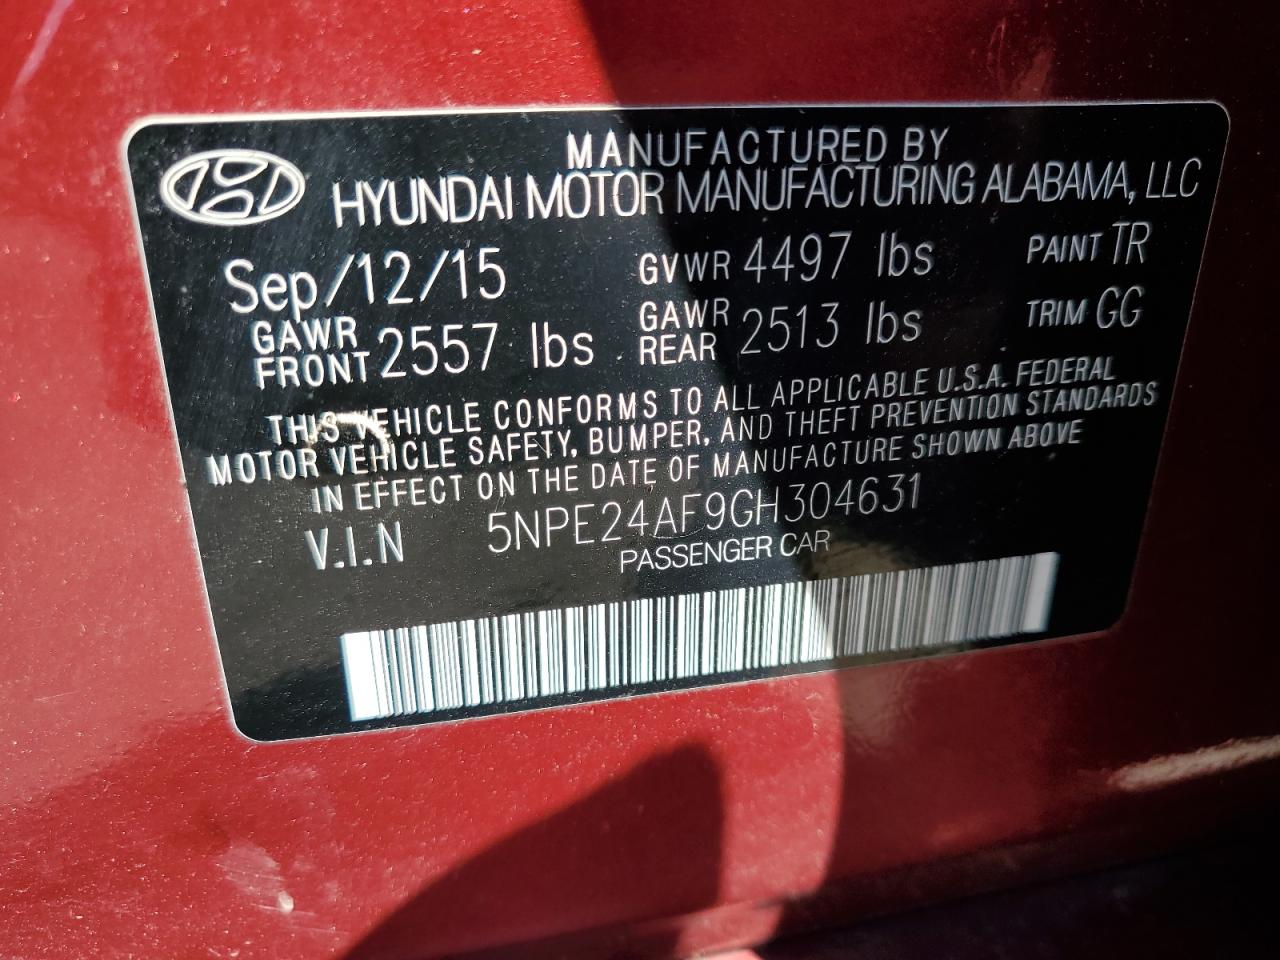 MANUFACTURED BY
HYUNDAI MOTOR MANUFACTURING ALABAMA, LLC
Sep/12/15 GVWR 4497 lbs PAINT TR
GAWR FRONT 2557 lbs GAWR REAR 2513 lbs TRIM GG
THIS VEHICLE CONFORMS TO ALL APPLICABLE U.S.A. FEDERAL
MOTOR VEHICLE SAFETY, BUMPER, AND THEFT PREVENTION STANDARDS
IN EFFECT ON THE DATE OF MANUFACTURE SHOWN ABOVE
V.I.N 5NPE24AF9GH304631
PASSENGER CAR